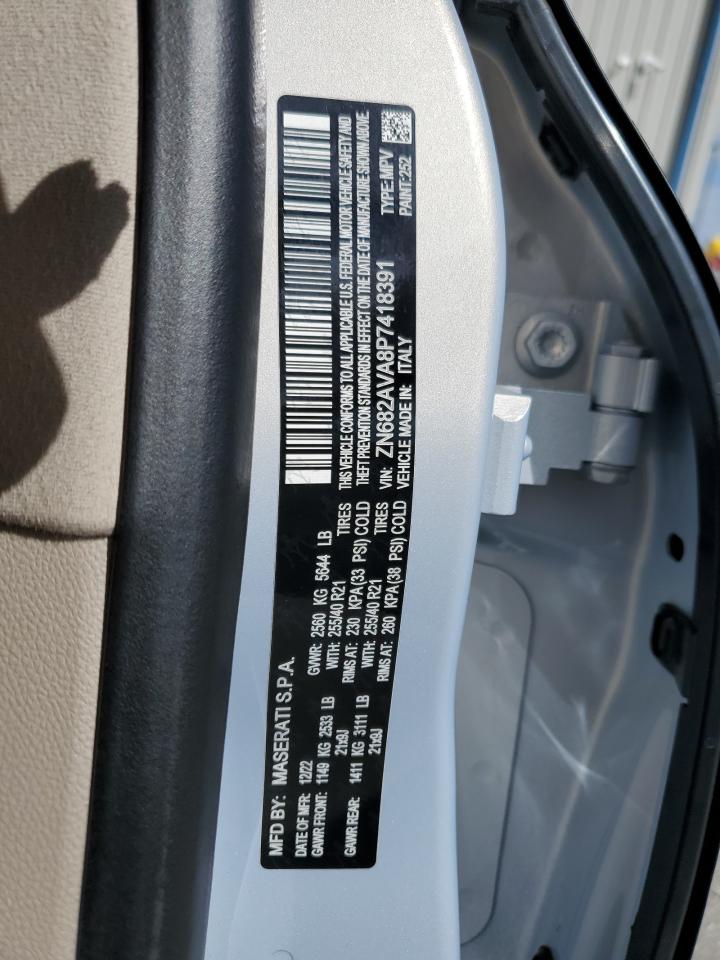 MFD BY: MASERATI S.P.A.
DATE OF MFR: 12/22 GVWR: 2560 KG 5644 LB
GAWR FRONT: 1149 KG 2533 LB WITH: 255/40 R21 TIRES
21x9J RIMS AT: 230 KPA (33 PSI) COLD
GAWR REAR: 1411 KG 3111 LB WITH: 255/40 R21 TIRES
21x9J RIMS AT: 260 KPA (38 PSI) COLD
THIS VEHICLE CONFORMS TO ALL APPLICABLE U.S. FEDERAL MOTOR VEHICLE SAFETY AND
THEFT PREVENTION STANDARDS IN EFFECT ON THE DATE OF MANUFACTURE SHOWN ABOVE
VIN: ZN682AVA8P7418391 TYPE:MPV
VEHICLE MADE IN: ITALY PAINT:252